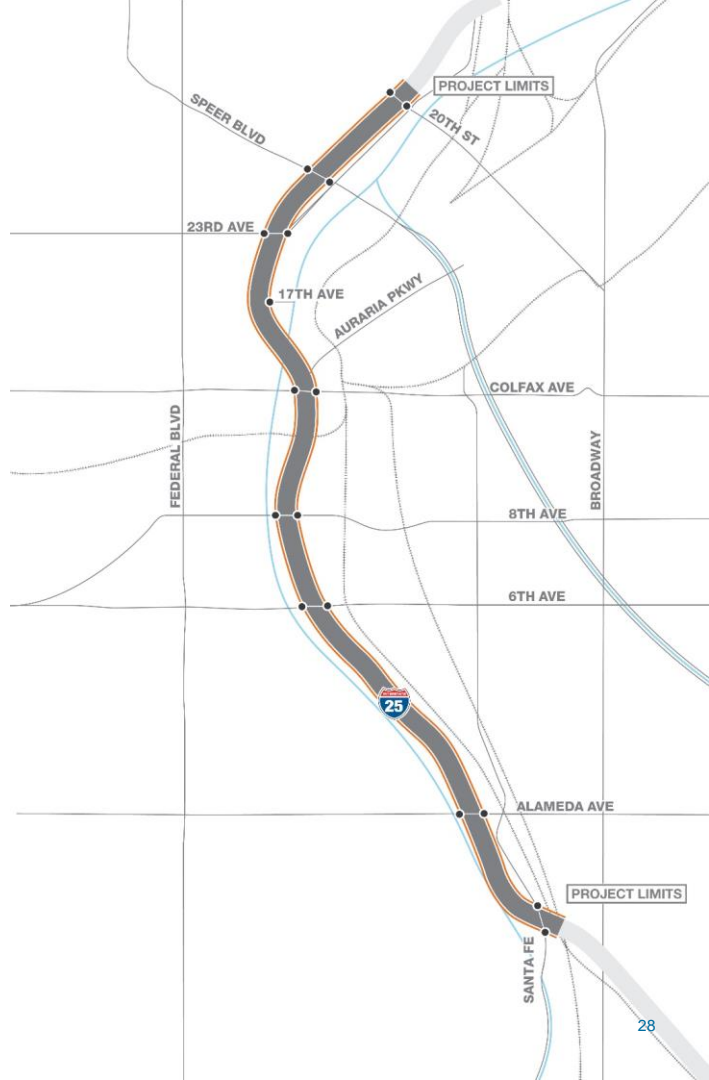 PROJECT LIMITS
SPEER BLVD
20TH ST
23RD AVE
17TH AVE
AURARIA PKWY
COLFAX AVE
FEDERAL BLVD
BROADWAY
8TH AVE
6TH AVE
25
ALAMEDA AVE
PROJECT LIMITS
SANTA FE
28